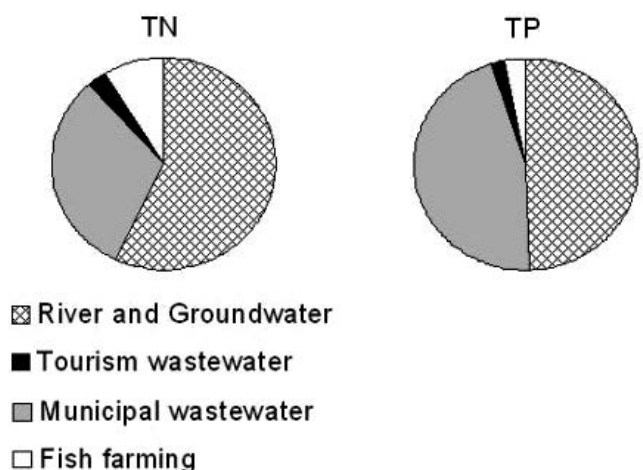 TN
TP
River and Groundwater
Tourism wastewater
Municipal wastewater
Fish farming